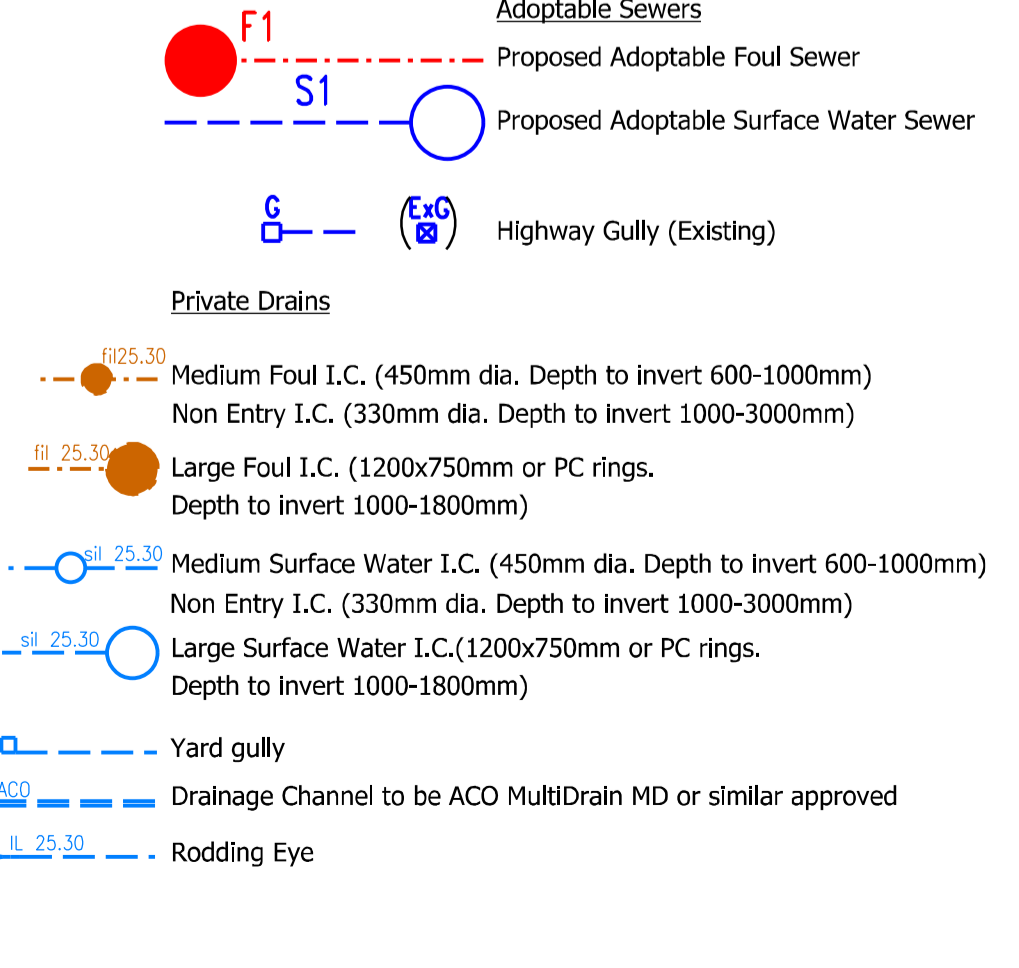 Adoptable Sewers
F1
Proposed Adoptable Foul Sewer
S1
Proposed Adoptable Surface Water Sewer
G
(ExG)
Highway Gully (Existing)
Private Drains
fil25.30
Medium Foul I.C. (450mm dia. Depth to invert 600-1000mm)
Non Entry I.C. (330mm dia. Depth to invert 1000-3000mm)
fil 25.30
Large Foul I.C. (1200x750mm or PC rings.
Depth to invert 1000-1800mm)
sil 25.30
Medium Surface Water I.C. (450mm dia. Depth to invert 600-1000mm)
Non Entry I.C. (330mm dia. Depth to invert 1000-3000mm)
sil 25.30
Large Surface Water I.C.(1200x750mm or PC rings.
Depth to invert 1000-1800mm)
Yard gully
ACO
Drainage Channel to be ACO MultiDrain MD or similar approved
IL 25.30
Rodding Eye